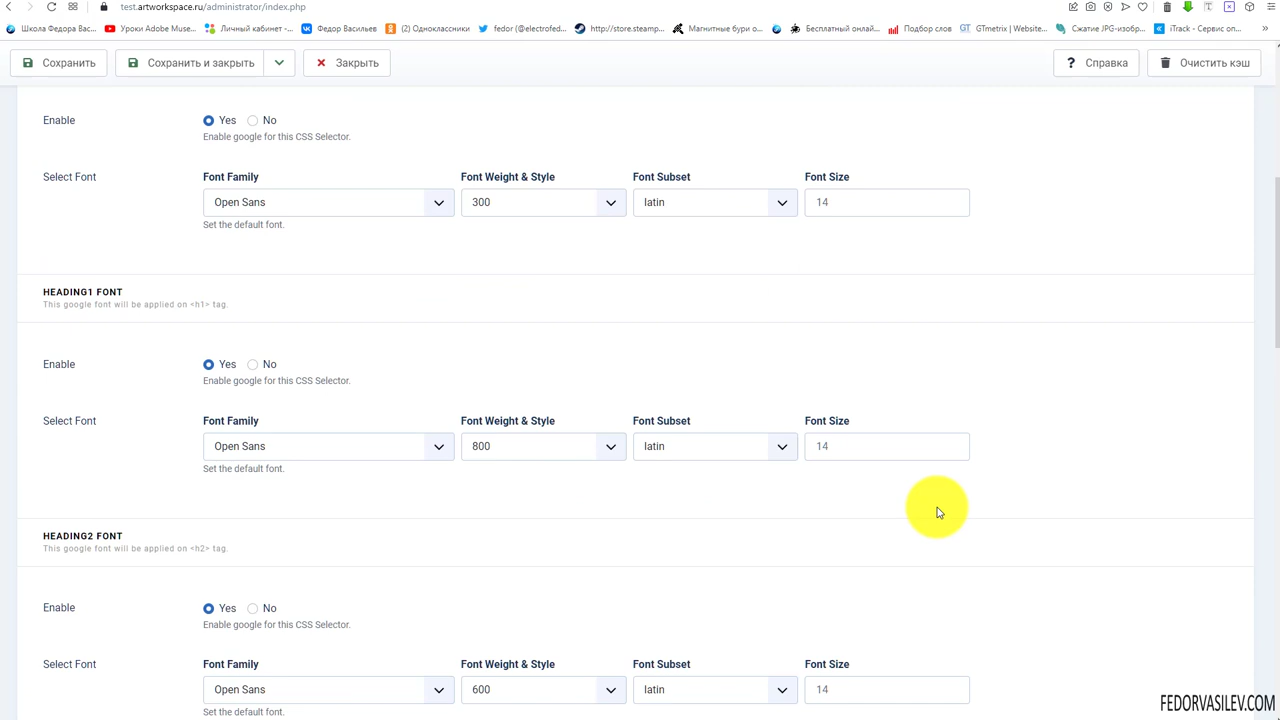 test.artworkspace.ru/administrator/index.php
Школа Федора Вас... Уроки Adobe Muse... Личный кабинет -... Федор Васильев (2) Одноклассники fedor (@electrofed... http://store.steamp... Магнитные бури о... Бесплатный онлай... Подбор слов GTmetrix | Website... Сжатие JPG-изобр... iTrack - Сервис оп...
Сохранить Сохранить и закрыть Закрыть Справка Очистить кэш
Enable Yes No
Enable google for this CSS Selector.
Select Font Font Family Font Weight & Style Font Subset Font Size
Open Sans 300 latin 14
Set the default font.
HEADING1 FONT
This google font will be applied on <h1> tag.
Enable Yes No
Enable google for this CSS Selector.
Select Font Font Family Font Weight & Style Font Subset Font Size
Open Sans 800 latin 14
Set the default font.
HEADING2 FONT
This google font will be applied on <h2> tag.
Enable Yes No
Enable google for this CSS Selector.
Select Font Font Family Font Weight & Style Font Subset Font Size
Open Sans 600 latin 14
Set the default font.
FEDORVASILEV.COM